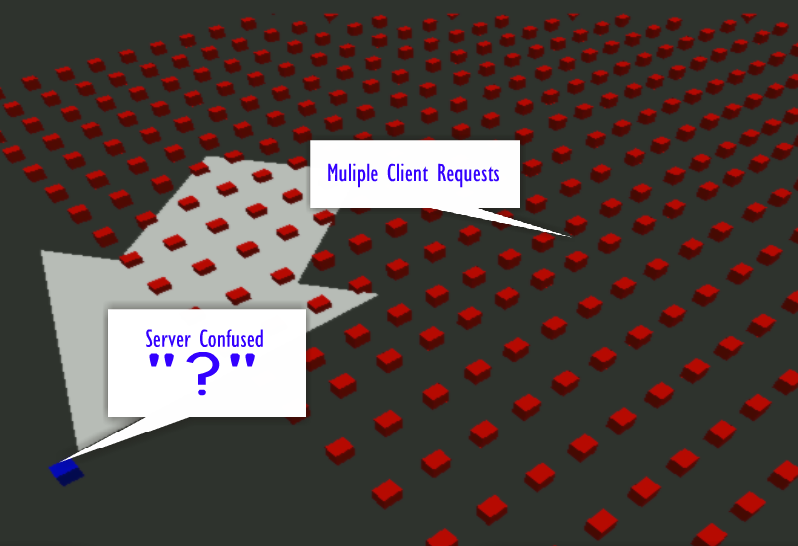 Muliple Client Requests
Server Confused
"?"